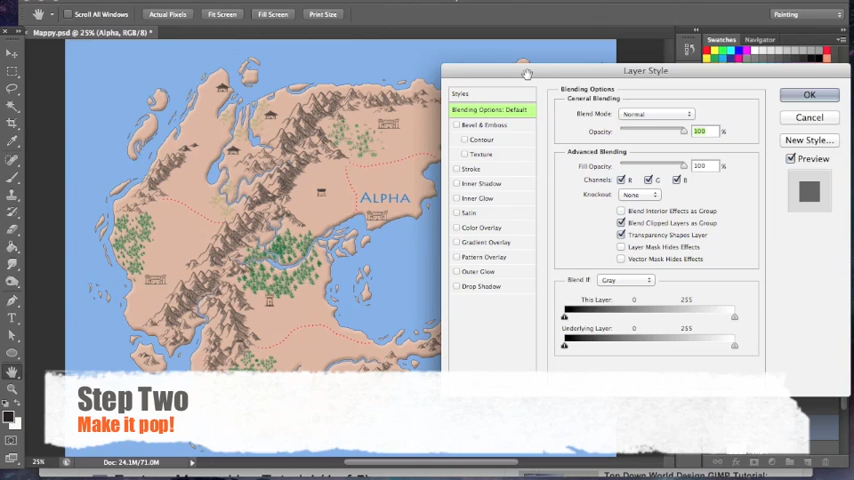 Scroll All Windows Actual Pixels Fit Screen Fill Screen Print Size Painting
Mappy.psd @ 25% (Alpha, RGB/8) *
Swatches Navigator
Layer Style
Styles
Blending Options: Default
Bevel & Emboss
Contour
Texture
Stroke
Inner Shadow
Inner Glow
Satin
Color Overlay
Gradient Overlay
Pattern Overlay
Outer Glow
Drop Shadow
Blending Options
General Blending
Blend Mode: Normal
Opacity: 100 %
Advanced Blending
Fill Opacity: 100 %
Channels: R G B
Knockout: None
Blend Interior Effects as Group
Blend Clipped Layers as Group
Transparency Shapes Layer
Layer Mask Hides Effects
Vector Mask Hides Effects
Blend If: Gray
This Layer: 0 255
Underlying Layer: 0 255
OK
Cancel
New Style...
Preview
Alpha
Step Two
Make it pop!
25% Doc: 24.1M/71.0M
Top Down World Design GIMP Tutorial: